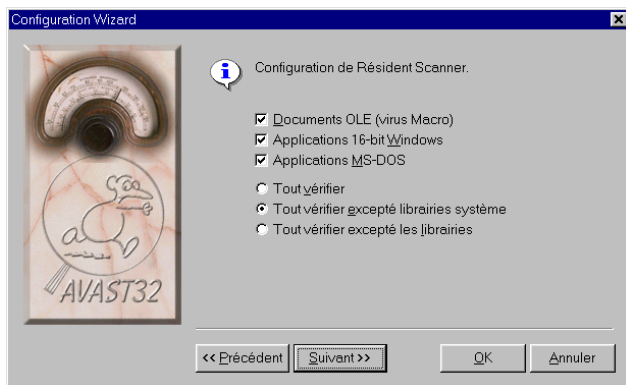 Configuration Wizard
Configuration de Résident Scanner.
Documents OLE (virus Macro)
Applications 16-bit Windows
Applications MS-DOS
Tout vérifier
Tout vérifier excepté librairies système
Tout vérifier excepté les librairies
AVAST32
<< Précédent
Suivant >>
OK
Annuler